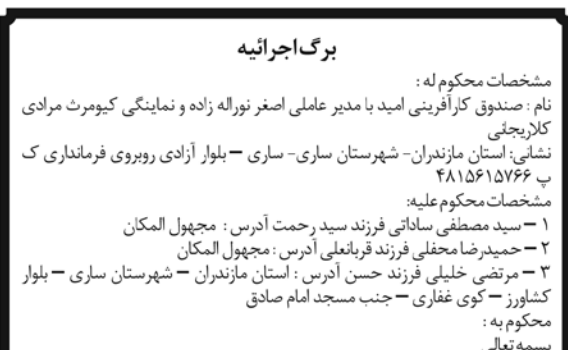 برگ اجرائیه
مشخصات محکوم له :
نام : صندوق کارآفرینی امید با مدیر عاملی اصغر نوراله زاده و نمایندگی کیومرث مرادی
کلاریجانی
نشانی: استان مازندران- شهرستان ساری- ساری – بلوار آزادی روبروی فرمانداری ک
پ ۴۸۱۵۶۱۵۷۶۶
مشخصات محکوم علیه:
۱ – سید مصطفی ساداتی فرزند سید رحمت آدرس : مجهول المکان
۲ – حمیدرضا محفلی فرزند قربانعلی آدرس : مجهول المکان
۳ – مرتضی خلیلی فرزند حسن آدرس : استان مازندران – شهرستان ساری – بلوار
کشاورز – کوی غفاری – جنب مسجد امام صادق
محکوم به :
بسمه تعالی